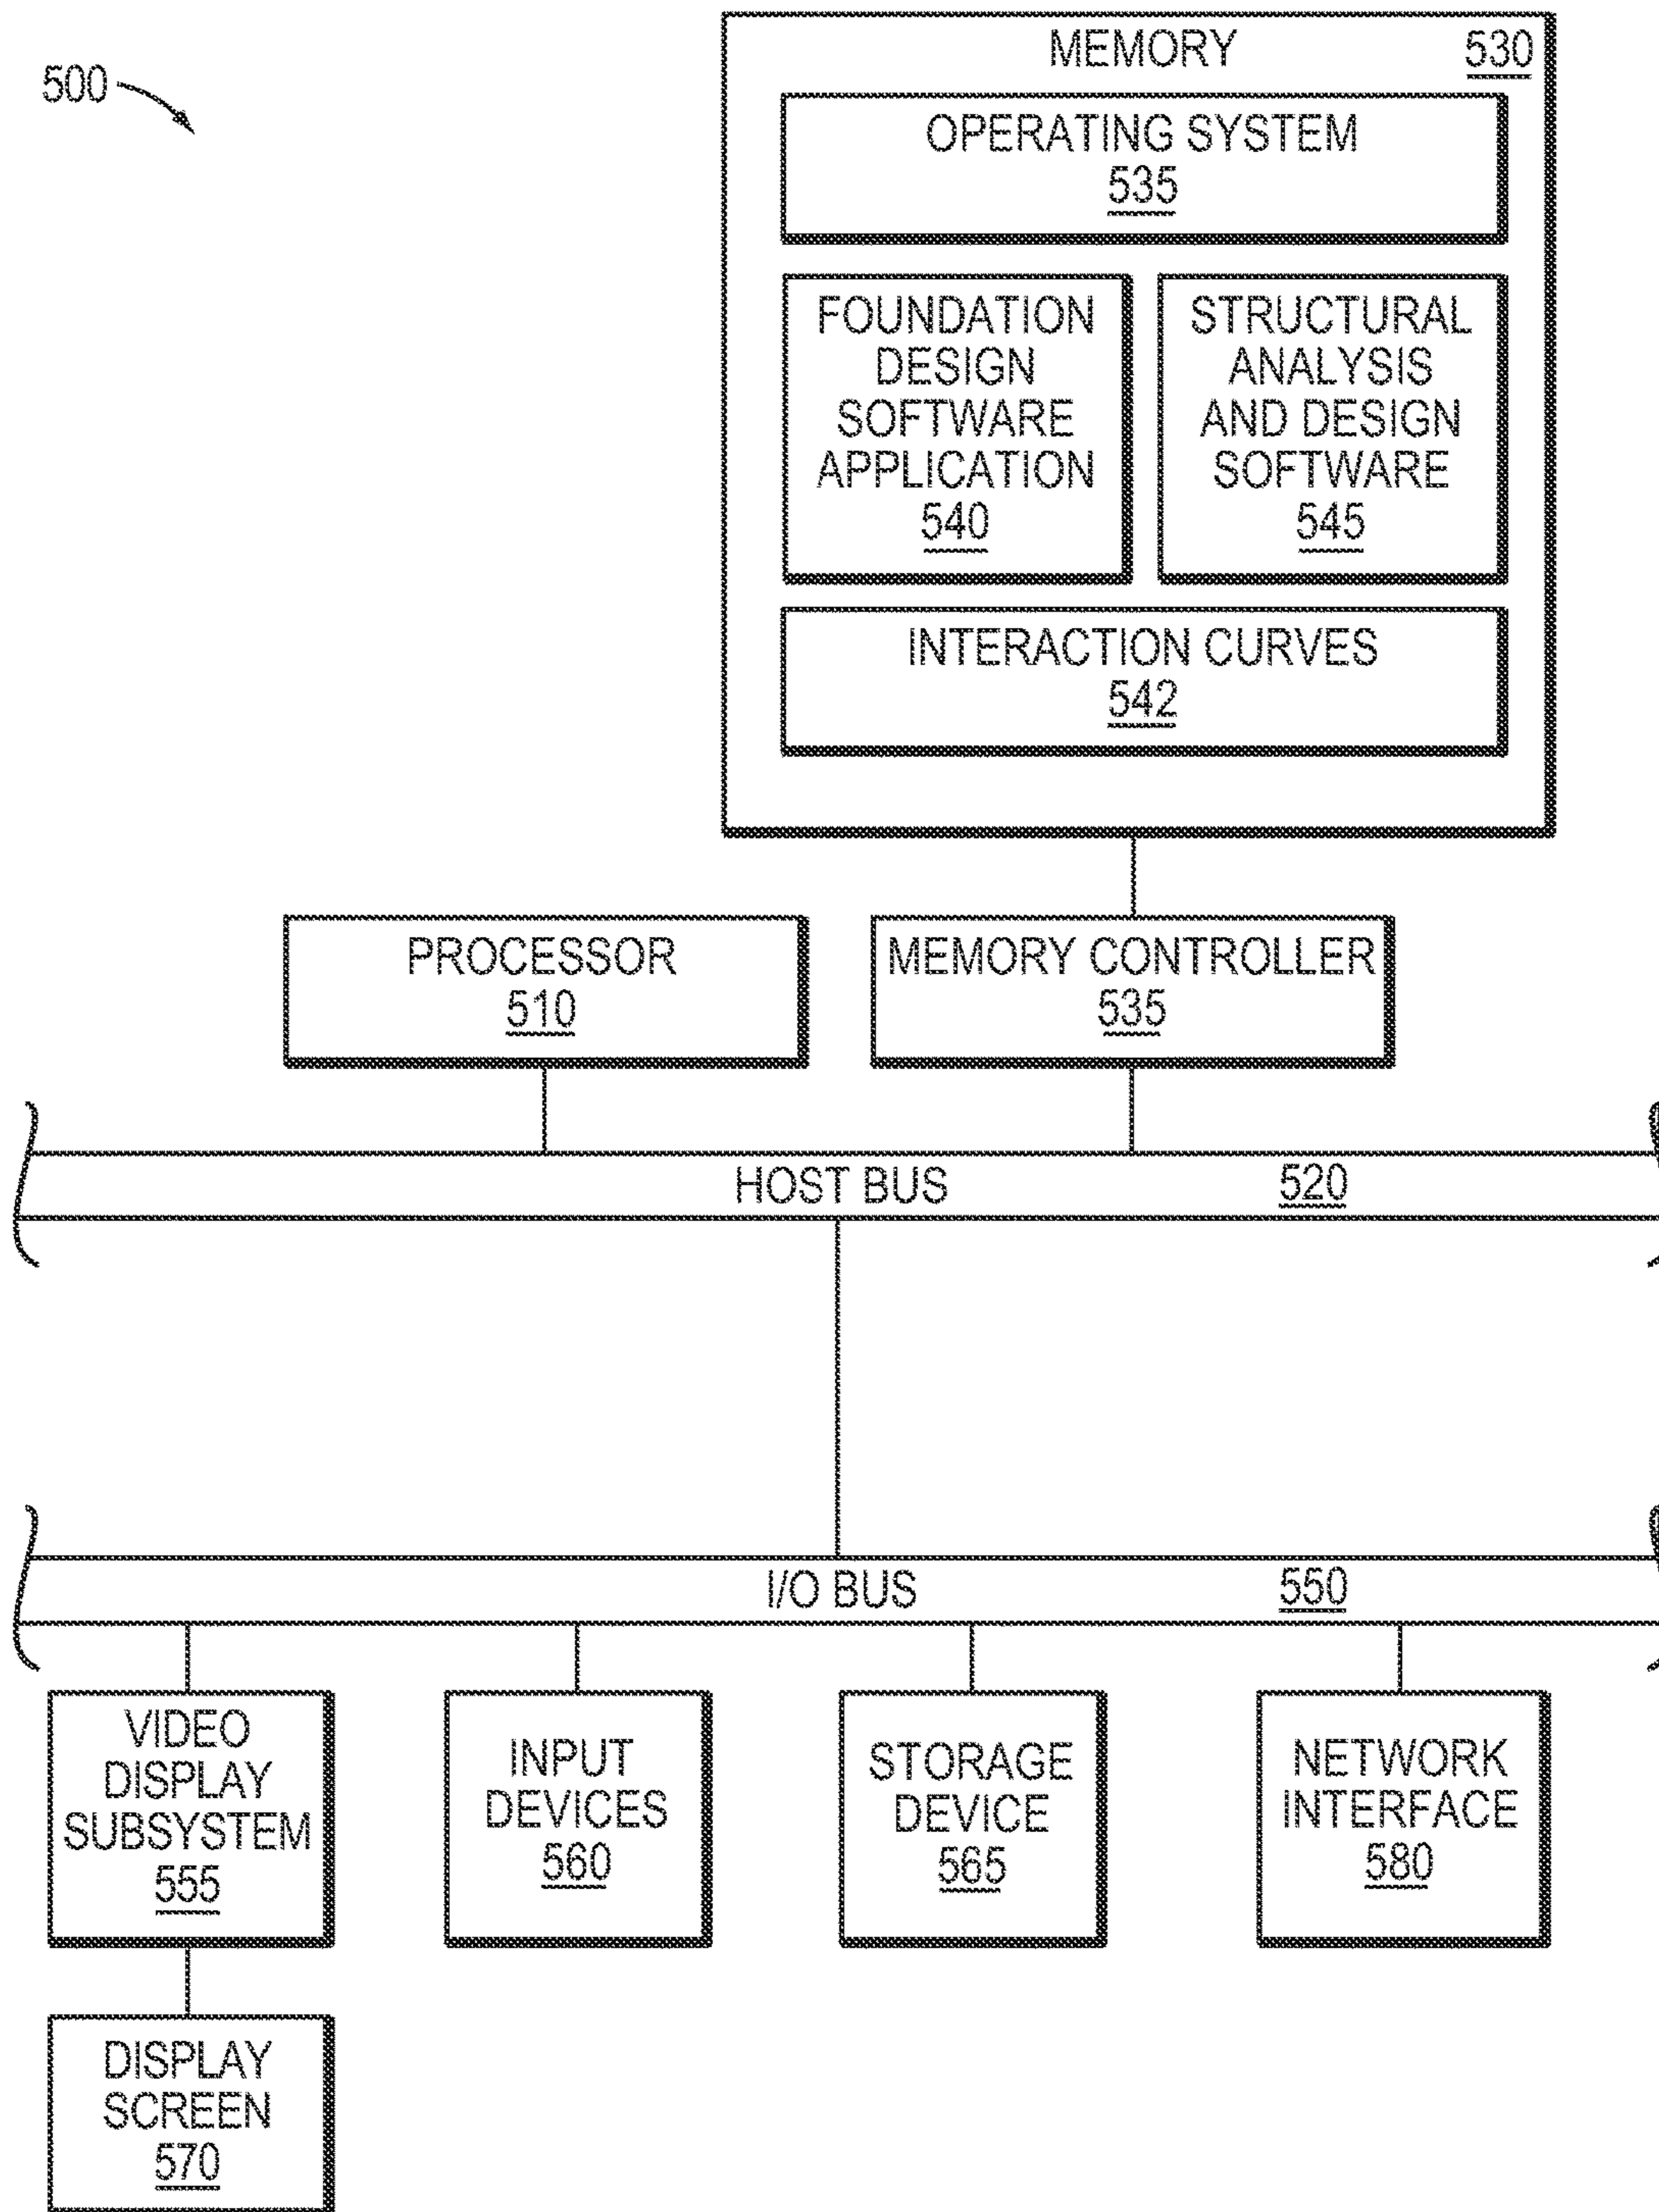 500
MEMORY 530
OPERATING SYSTEM
535
FOUNDATION
DESIGN
SOFTWARE
APPLICATION
540
STRUCTURAL
ANALYSIS
AND DESIGN
SOFTWARE
545
INTERACTION CURVES
542
PROCESSOR
510
MEMORY CONTROLLER
535
HOST BUS 520
I/O BUS 550
VIDEO
DISPLAY
SUBSYSTEM
555
INPUT
DEVICES
560
STORAGE
DEVICE
565
NETWORK
INTERFACE
580
DISPLAY
SCREEN
570